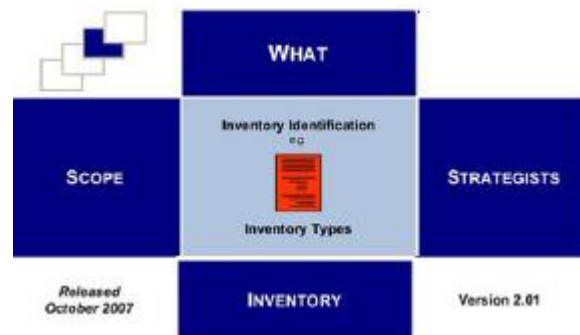 WHAT
Inventory Identification
e.g.
SCOPE
STRATEGISTS
Inventory Types
Released
October 2007
INVENTORY
Version 2.01